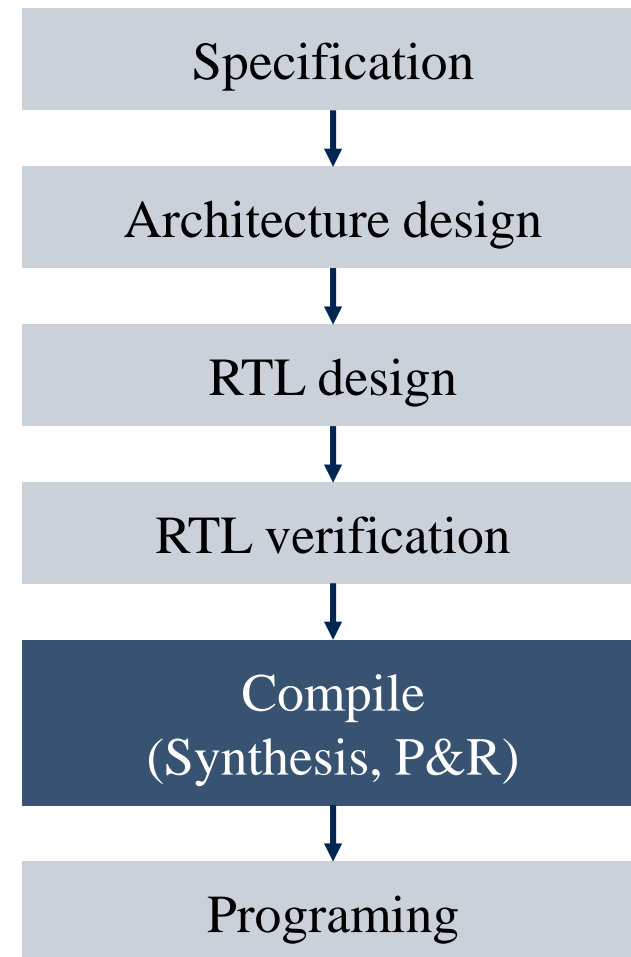 Specification
Architecture design
RTL design
RTL verification
Compile
(Synthesis, P&R)
Programing